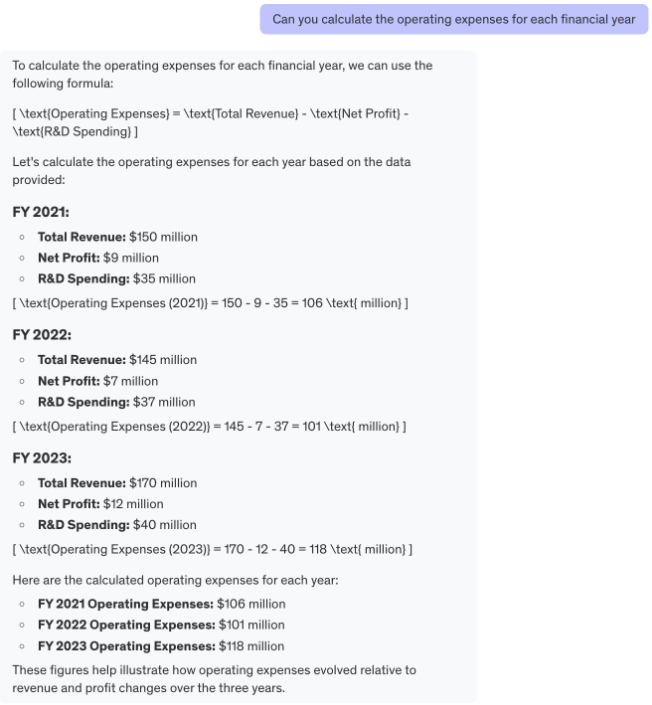 Can you calculate the operating expenses for each financial year
To calculate the operating expenses for each financial year, we can use the
following formula:
[ \text{Operating Expenses} = \text{Total Revenue} - \text{Net Profit} -
\text{R&D Spending} ]
Let's calculate the operating expenses for each year based on the data
provided:
FY 2021:
◦ Total Revenue: $150 million
◦ Net Profit: $9 million
◦ R&D Spending: $35 million
[ \text{Operating Expenses (2021)} = 150 - 9 - 35 = 106 \text{ million} ]
FY 2022:
◦ Total Revenue: $145 million
◦ Net Profit: $7 million
◦ R&D Spending: $37 million
[ \text{Operating Expenses (2022)} = 145 - 7 - 37 = 101 \text{ million} ]
FY 2023:
◦ Total Revenue: $170 million
◦ Net Profit: $12 million
◦ R&D Spending: $40 million
[ \text{Operating Expenses (2023)} = 170 - 12 - 40 = 118 \text{ million} ]
Here are the calculated operating expenses for each year:
◦ FY 2021 Operating Expenses: $106 million
◦ FY 2022 Operating Expenses: $101 million
◦ FY 2023 Operating Expenses: $118 million
These figures help illustrate how operating expenses evolved relative to
revenue and profit changes over the three years.